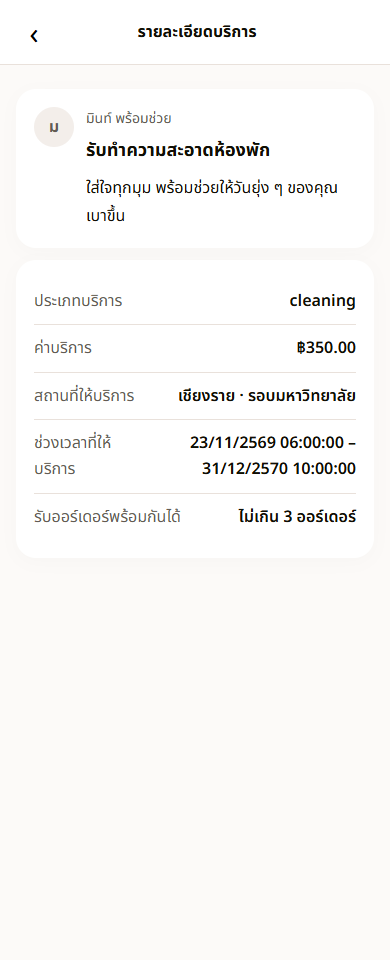 ‹
รายละเอียดบริการ
ม
มินท์ พร้อมช่วย
รับทำความสะอาดห้องพัก
ใส่ใจทุกมุม พร้อมช่วยให้วันยุ่ง ๆ ของคุณ
เบาขึ้น
ประเภทบริการ cleaning
ค่าบริการ ฿350.00
สถานที่ให้บริการ เชียงราย · รอบมหาวิทยาลัย
ช่วงเวลาที่ให้ 23/11/2569 06:00:00 –
บริการ 31/12/2570 10:00:00
รับออร์เดอร์พร้อมกันได้ ไม่เกิน 3 ออร์เดอร์